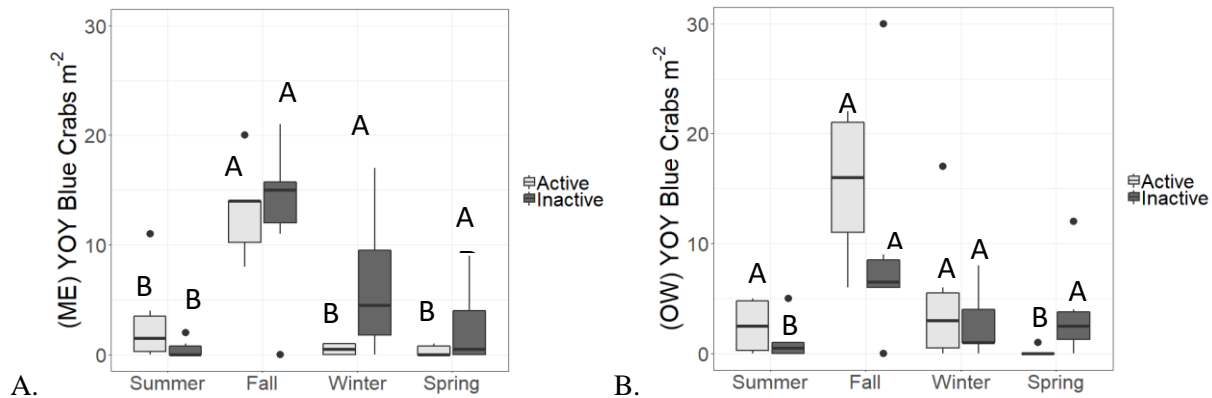 (ME) YOY Blue Crabs m-2
30
20
10
0
A
A
A
A
B
B
B
B
Summer Fall Winter Spring
Active
Inactive
A.
(OW) YOY Blue Crabs m-2
30
20
10
0
A
A
A
A
A
A
B
B
Summer Fall Winter Spring
Active
Inactive
B.